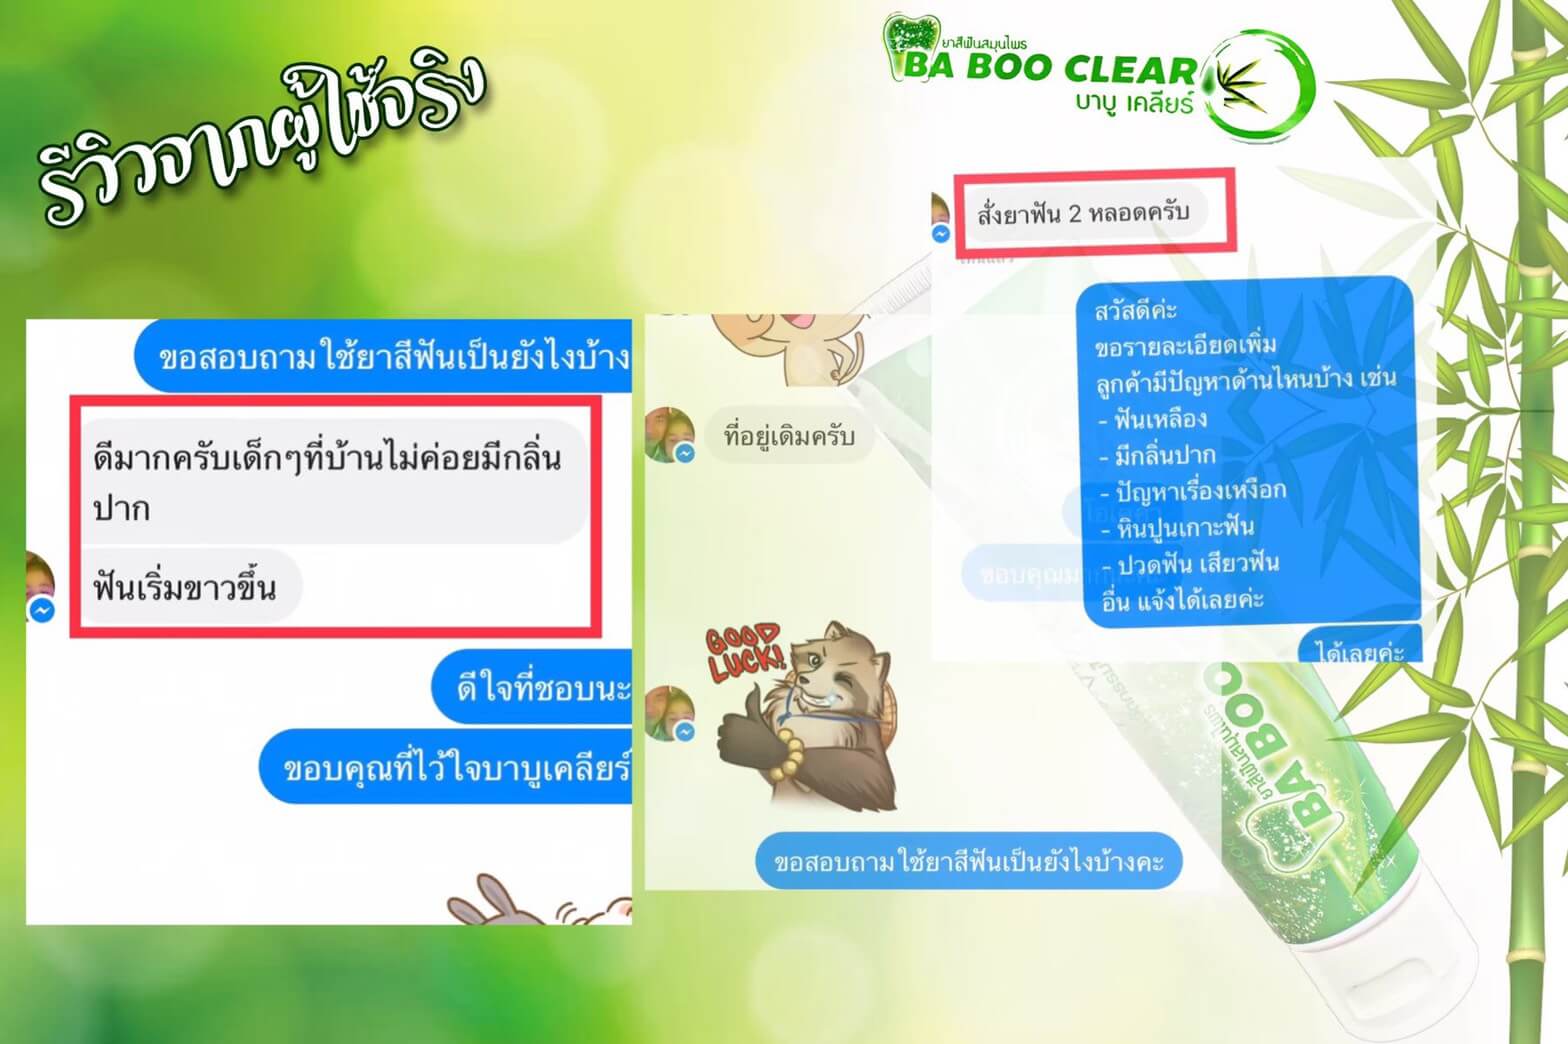 รีวิวจากผู้ใช้จริง
ยาสีฟันสมุนไพร
BA BOO CLEAR
บาบู เคลียร์
ขอสอบถาม ใช้ยาสีฟันเป็นยังไงบ้าง
ดีมากครับเด็กๆที่บ้านไม่ค่อยมีกลิ่น
ปาก
ฟันเริ่มขาวขึ้น
ดีใจที่ชอบนะ
ขอบคุณที่ไว้ใจบาบูเคลียร์
ที่อยู่เดิมครับ
GOOD
LUCK!
ขอสอบถาม ใช้ยาสีฟันเป็นยังไงบ้างคะ
สั่งยาฟัน 2 หลอดครับ
สวัสดีค่ะ
ขอรายละเอียดเพิ่ม
ลูกค้ามีปัญหาด้านไหนบ้าง เช่น
- ฟันเหลือง
- มีกลิ่นปาก
- ปัญหาเรื่องเหงือก
- หินปูนเกาะฟัน
- ปวดฟัน เสียวฟัน
อื่น แจ้งได้เลยค่ะ
ได้เลยค่ะ
ยาสีฟันสมุนไพร
BA BOO